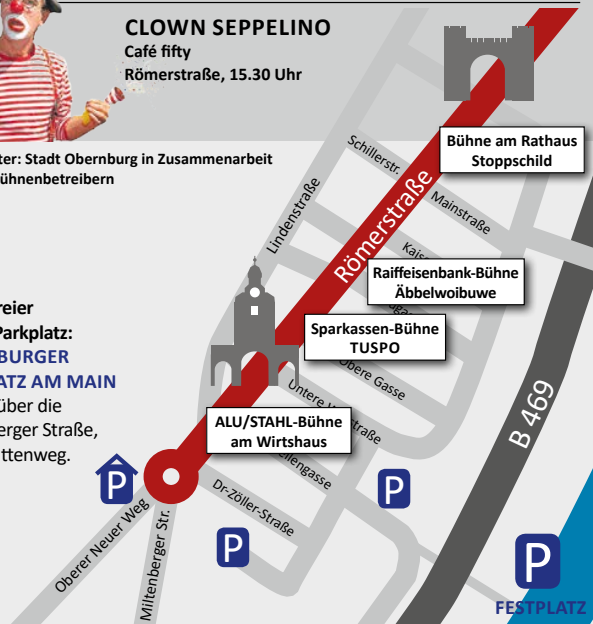 CLOWN SEPPELINO
Café fifty
Römerstraße, 15.30 Uhr
ter: Stadt Obernburg in Zusammenarbeit
ühnenbetreibern
reier
Parkplatz:
BURGER
ATZ AM MAIN
über die
erger Straße,
ttenweg.
Schillerstr.
Mainstraße
Lindenstraße
Römerstraße
Bühne am Rathaus
Stoppschild
Raiffeisenbank-Bühne
Äbbelwoibuwe
Sparkassen-Bühne
TUSPO
Obere Gasse
Untere
straße
ALU/STAHL-Bühne
am Wirtshaus
llengasse
Dr-Zöller-Straße
B 469
P
P
P
Oberer Neuer Weg
Miltenberger Str.
P
FESTPLATZ